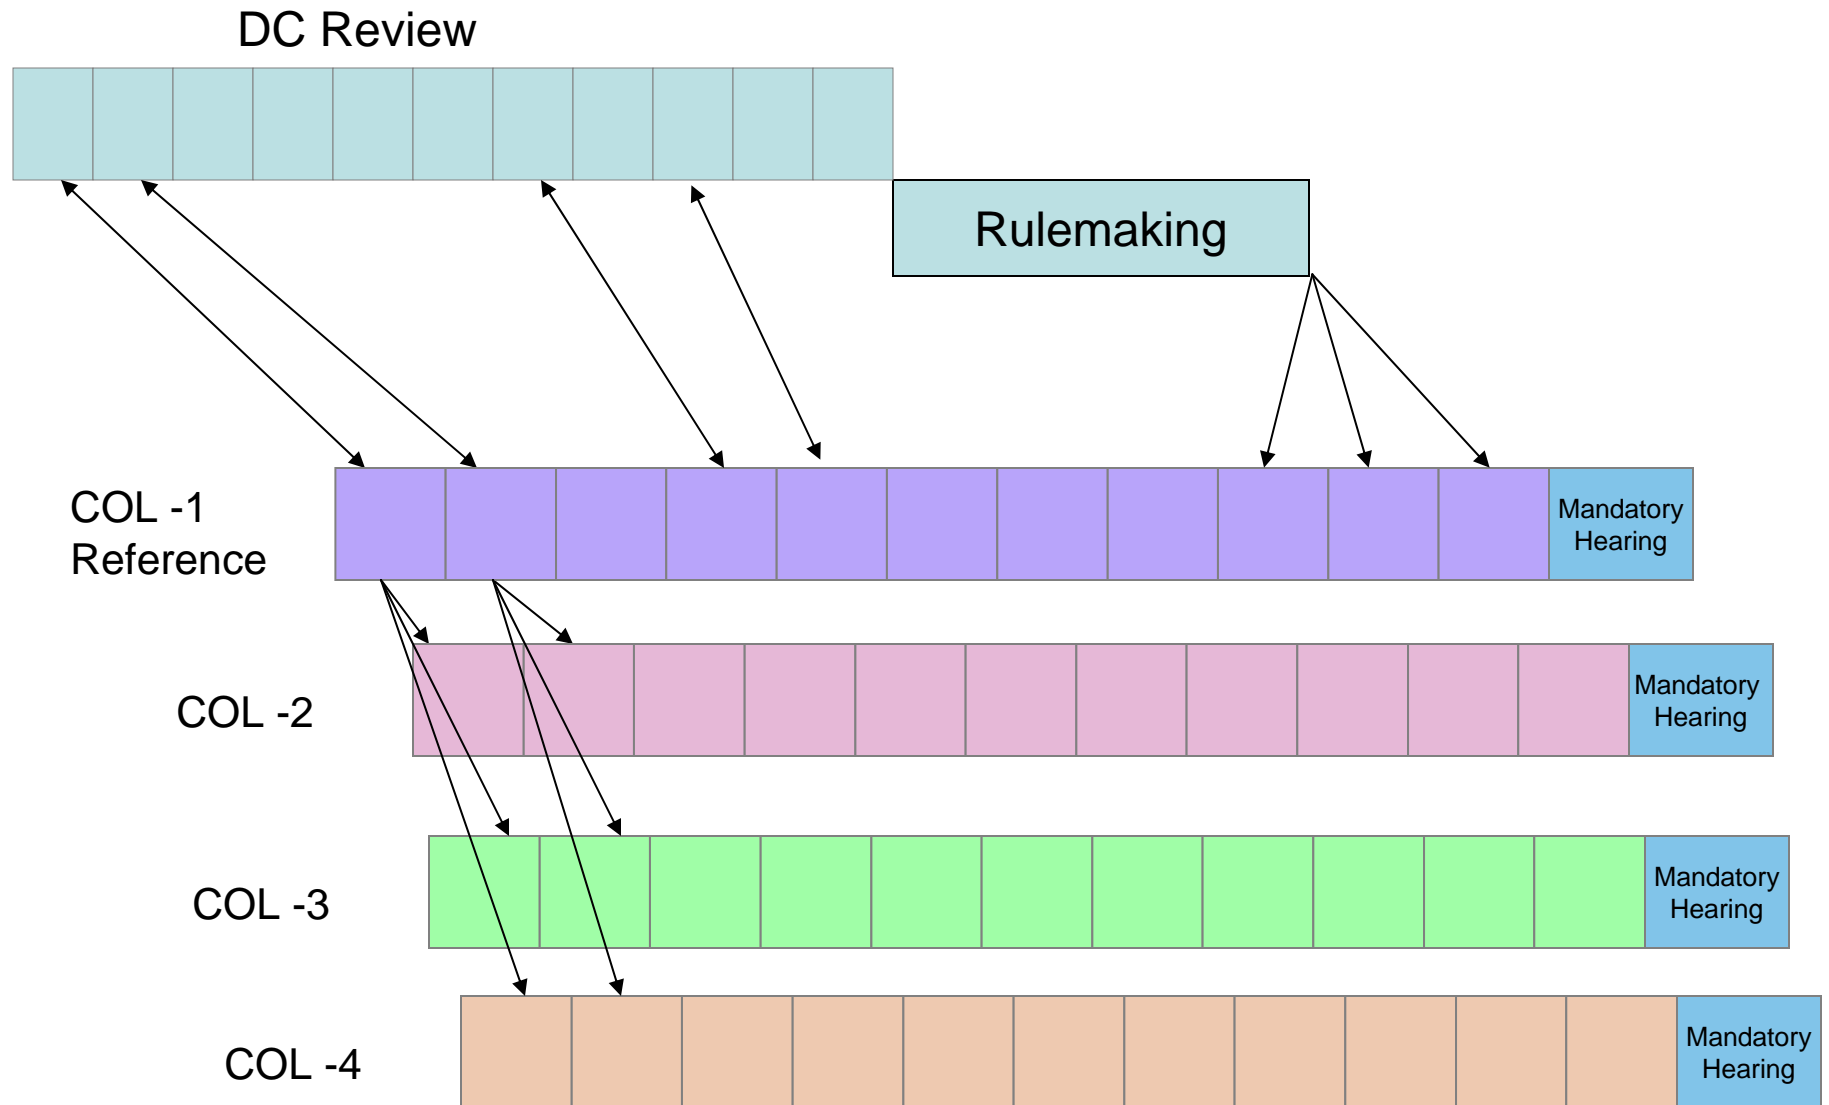 DC Review
Rulemaking
COL -1
Reference
Mandatory
Hearing
COL -2
Mandatory
Hearing
COL -3
Mandatory
Hearing
COL -4
Mandatory
Hearing